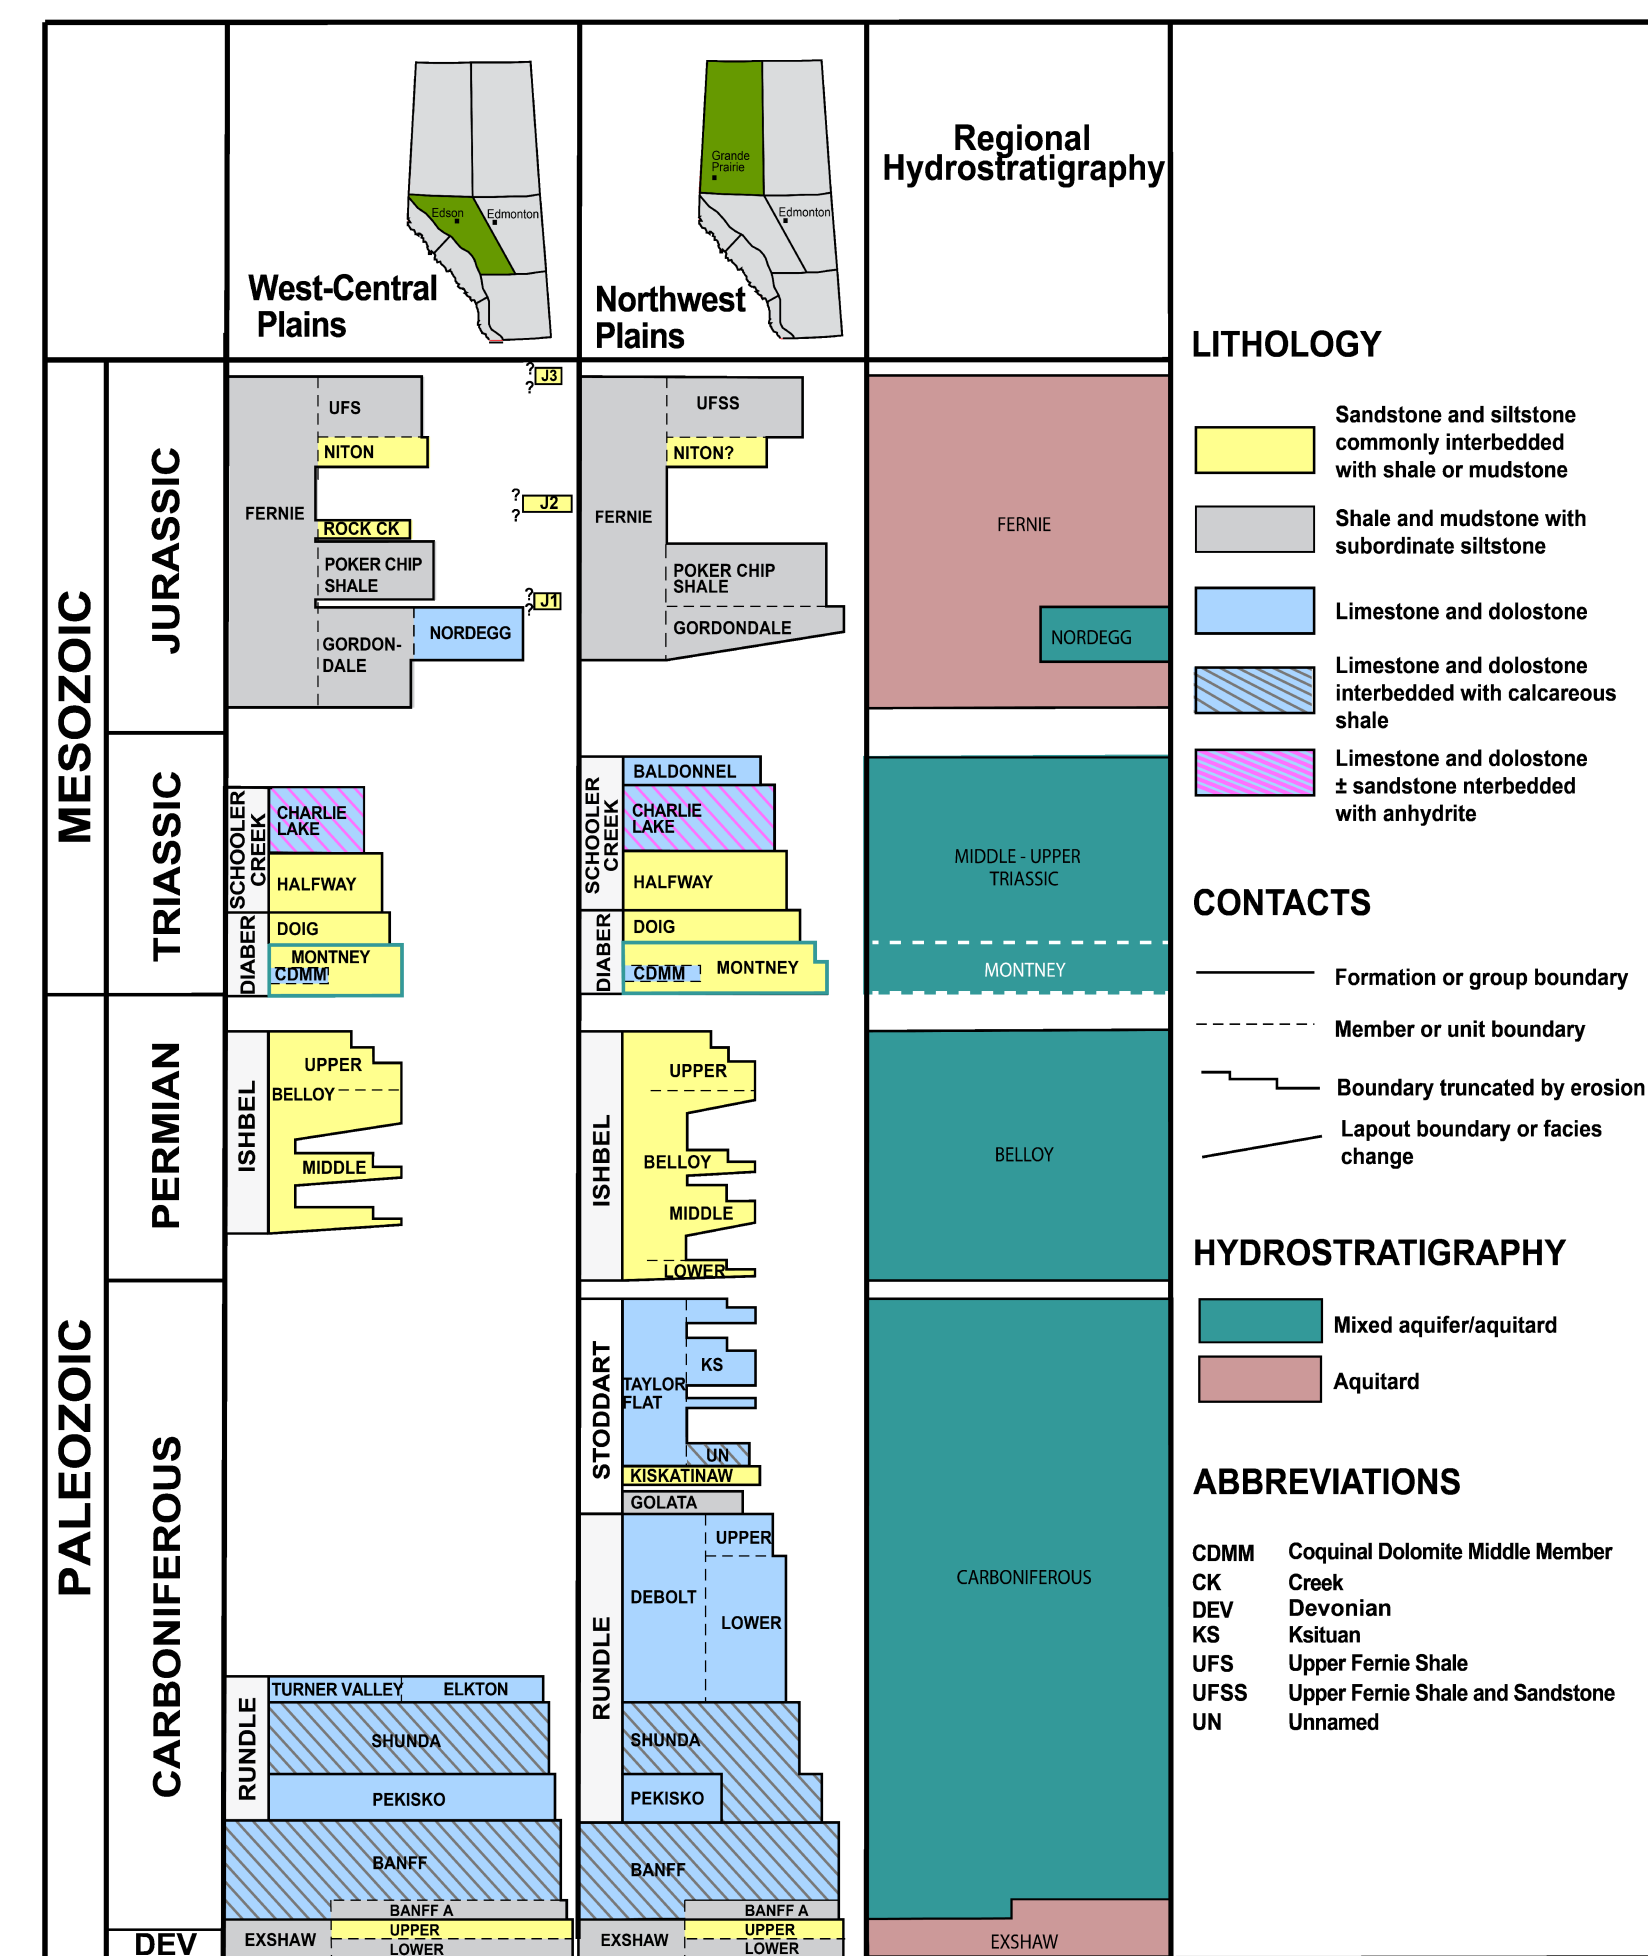 Edson
Edmonton
West-Central
Plains
Grande
Prairie
Edmonton
Northwest
Plains
Regional
Hydrostratigraphy
MESOZOIC
JURASSIC
TRIASSIC
PALEOZOIC
PERMIAN
CARBONIFEROUS
DEV
? J3
?
UFS
NITON
? J2
?
FERNIE
ROCK CK
POKER CHIP
SHALE
? J1
?
GORDON-
DALE
NORDEGG
SCHOOLER
CREEK
CHARLIE
LAKE
HALFWAY
DIABER
DOIG
MONTNEY
CDMM
ISHBEL
UPPER
BELLOY
MIDDLE
RUNDLE
TURNER VALLEY
ELKTON
SHUNDA
PEKISKO
BANFF
BANFF A
EXSHAW
UPPER
LOWER
UFSS
NITON?
FERNIE
POKER CHIP
SHALE
GORDONDALE
SCHOOLER
CREEK
BALDONNEL
CHARLIE
LAKE
HALFWAY
DIABER
DOIG
CDMM
MONTNEY
ISHBEL
UPPER
BELLOY
MIDDLE
LOWER
STODDART
KS
TAYLOR
FLAT
UN
KISKATINAW
GOLATA
RUNDLE
UPPER
DEBOLT
LOWER
SHUNDA
PEKISKO
BANFF
BANFF A
EXSHAW
UPPER
LOWER
FERNIE
NORDEGG
MIDDLE - UPPER
TRIASSIC
MONTNEY
BELLOY
CARBONIFEROUS
EXSHAW
LITHOLOGY
Sandstone and siltstone
commonly interbedded
with shale or mudstone
Shale and mudstone with
subordinate siltstone
Limestone and dolostone
Limestone and dolostone
interbedded with calcareous
shale
Limestone and dolostone
± sandstone nterbedded
with anhydrite
CONTACTS
Formation or group boundary
Member or unit boundary
Boundary truncated by erosion
Lapout boundary or facies
change
HYDROSTRATIGRAPHY
Mixed aquifer/aquitard
Aquitard
ABBREVIATIONS
CDMM Coquinal Dolomite Middle Member
CK Creek
DEV Devonian
KS Ksituan
UFS Upper Fernie Shale
UFSS Upper Fernie Shale and Sandstone
UN Unnamed